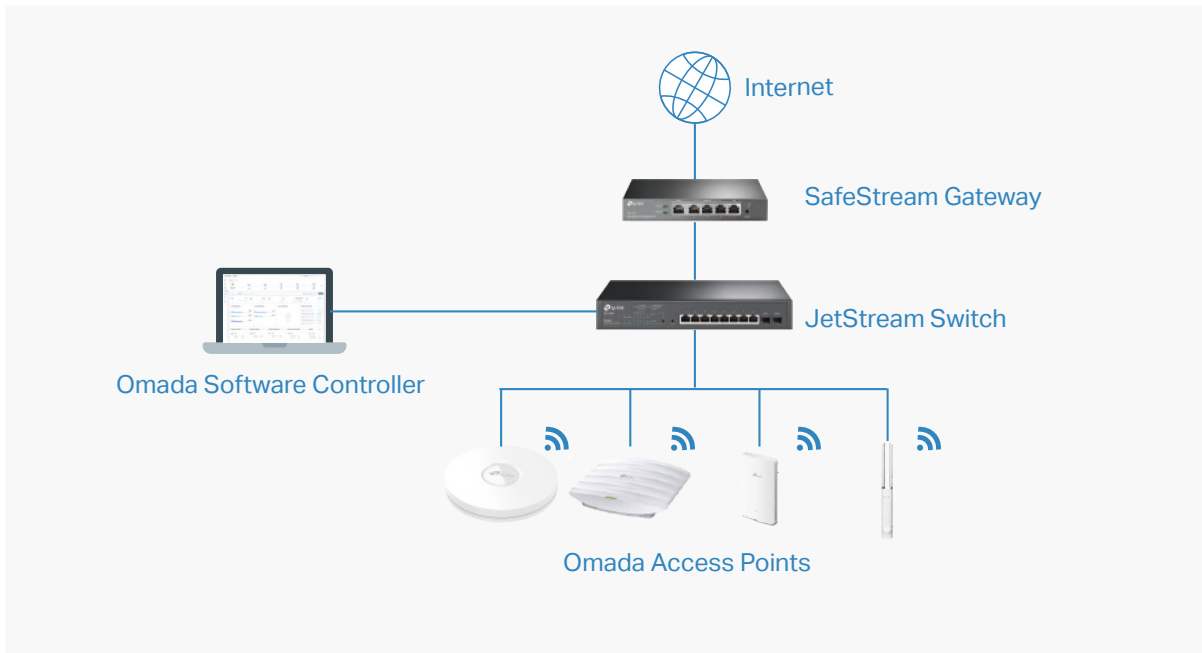 Internet
SafeStream Gateway
JetStream Switch
Omada Software Controller
Omada Access Points